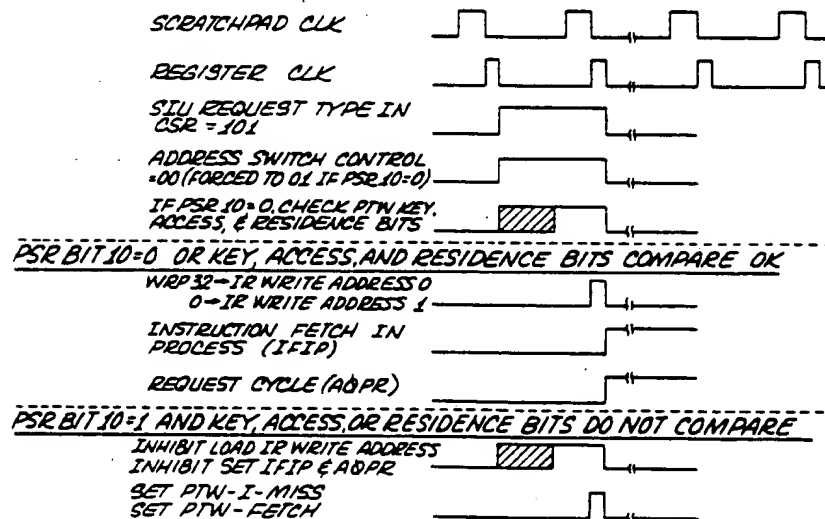 SCRATCHPAD CLK
REGISTER CLK
SIU REQUEST TYPE IN
CSR = 101
ADDRESS SWITCH CONTROL
=00 (FORCED TO 01 IF PSR 10=0)
IF PSR 10=0, CHECK PTW KEY,
ACCESS, & RESIDENCE BITS
PSR BIT 10=0 OR KEY, ACCESS, AND RESIDENCE BITS COMPARE OK
WRP 32→IR WRITE ADDRESS 0
0→IR WRITE ADDRESS 1
INSTRUCTION FETCH IN
PROCESS (IFIP)
REQUEST CYCLE (AOPR)
PSR BIT 10=1 AND KEY, ACCESS, OR RESIDENCE BITS DO NOT COMPARE
INHIBIT LOAD IR WRITE ADDRESS
INHIBIT SET IFIP & AOPR
SET PTW-I-MISS
SET PTW-FETCH